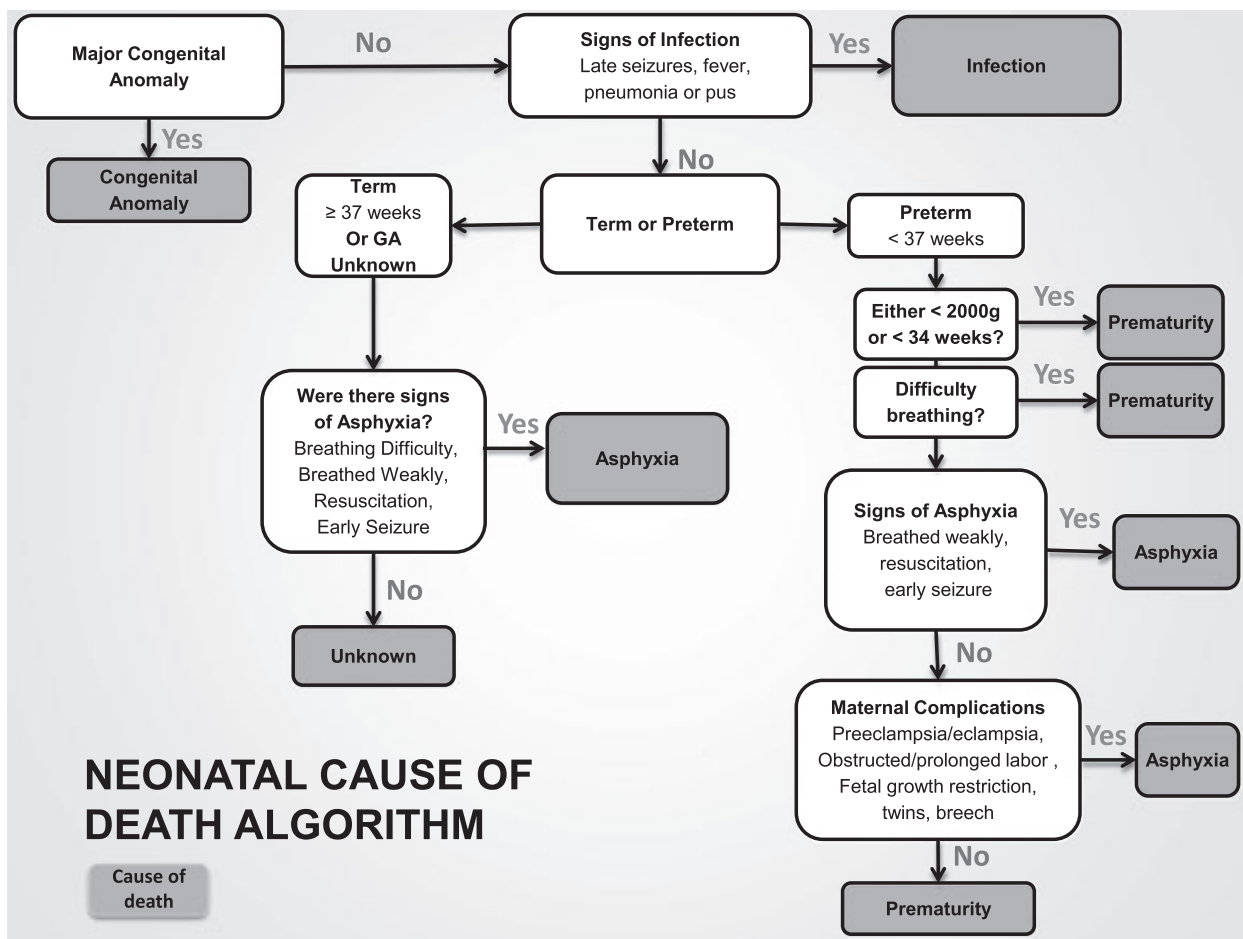 Major Congenital
Anomaly
No
Signs of Infection
Late seizures, fever,
pneumonia or pus
Yes
Infection
Yes
Congenital
Anomaly
No
Term
≥ 37 weeks
Or GA
Unknown
Term or Preterm
Preterm
< 37 weeks
Either < 2000g
or < 34 weeks?
Yes
Prematurity
Difficulty
breathing?
Yes
Prematurity
Were there signs
of Asphyxia?
Breathing Difficulty,
Breathed Weakly,
Resuscitation,
Early Seizure
Yes
Asphyxia
Signs of Asphyxia
Breathed weakly,
resuscitation,
early seizure
Yes
Asphyxia
No
Unknown
No
Maternal Complications
Preeclampsia/eclampsia,
Obstructed/prolonged labor ,
Fetal growth restriction,
twins, breech
Yes
Asphyxia
No
Prematurity
NEONATAL CAUSE OF
DEATH ALGORITHM
Cause of
death